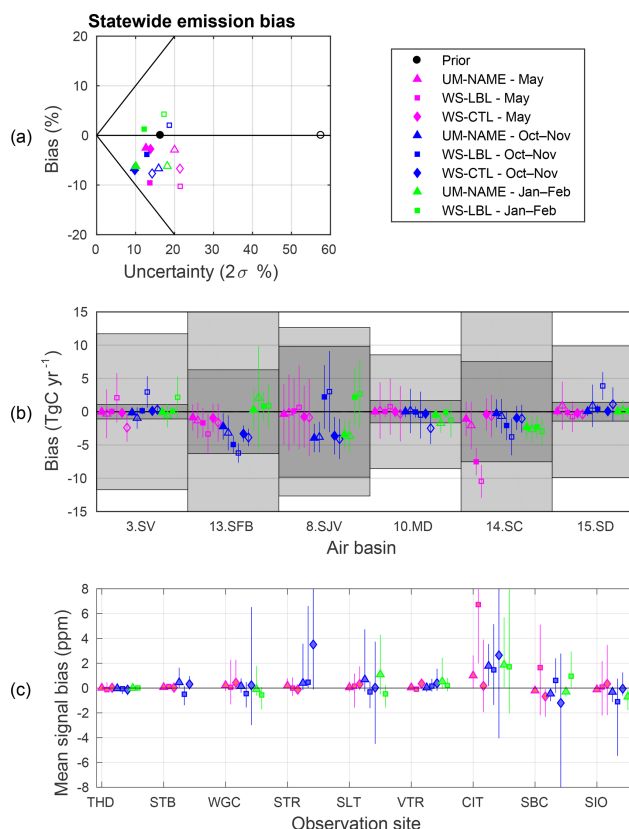 Statewide emission bias
(a)
Bias (%)
20
10
0
-10
-20
0 10 20 30 40 50 60
Uncertainty (2σ %)
Prior
UM-NAME - May
WS-LBL - May
WS-CTL - May
UM-NAME - Oct–Nov
WS-LBL - Oct–Nov
WS-CTL - Oct–Nov
UM-NAME - Jan–Feb
WS-LBL - Jan–Feb
(b)
Bias (TgC yr⁻¹)
15
10
5
0
-5
-10
-15
3.SV 13.SFB 8.SJV 10.MD 14.SC 15.SD
Air basin
(c)
Mean signal bias (ppm)
8
6
4
2
0
-2
-4
-6
-8
THD STB WGC STR SLT VTR CIT SBC SIO
Observation site